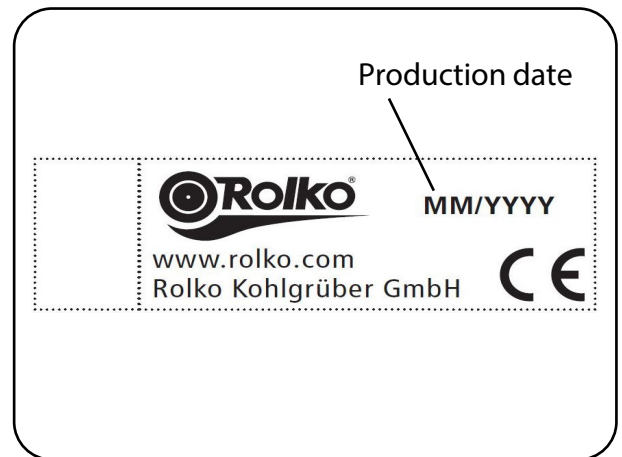 Production date
Rolko®
MM/YYYY
www.rolko.com
Rolko Kohlgrüber GmbH
CE